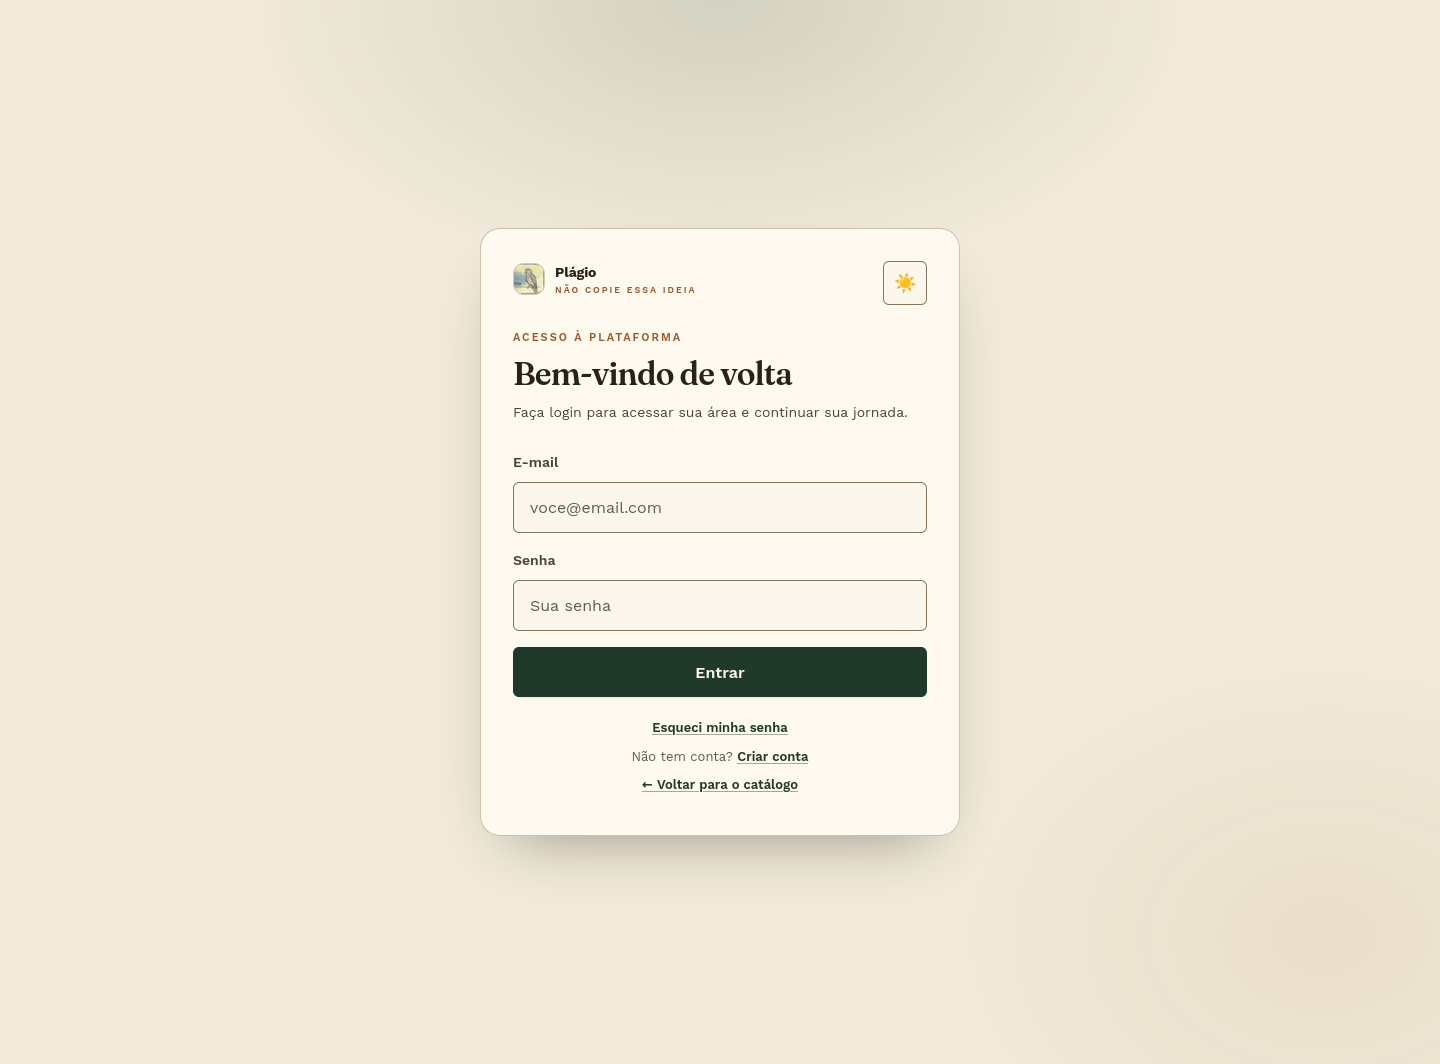 Plágio
NÃO COPIE ESSA IDEIA
ACESSO À PLATAFORMA
Bem-vindo de volta
Faça login para acessar sua área e continuar sua jornada.
E-mail
voce@email.com
Senha
Sua senha
Entrar
Esqueci minha senha
Não tem conta? Criar conta
← Voltar para o catálogo